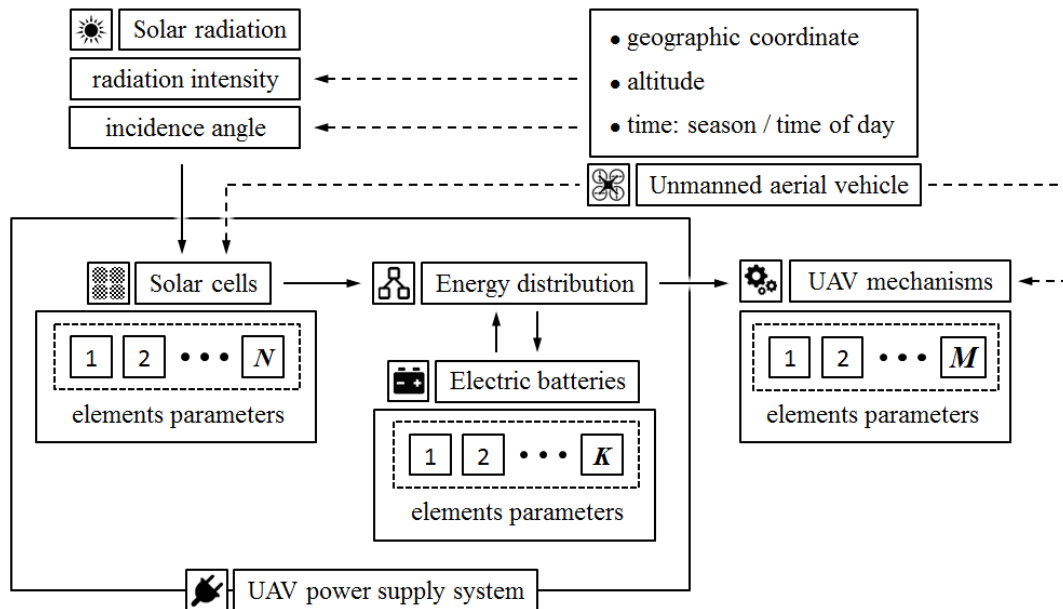 Solar radiation
radiation intensity
incidence angle
• geographic coordinate
• altitude
• time: season / time of day
Unmanned aerial vehicle
Solar cells
1 2 • • • N
elements parameters
Energy distribution
Electric batteries
1 2 • • • K
elements parameters
UAV mechanisms
1 2 • • • M
elements parameters
UAV power supply system